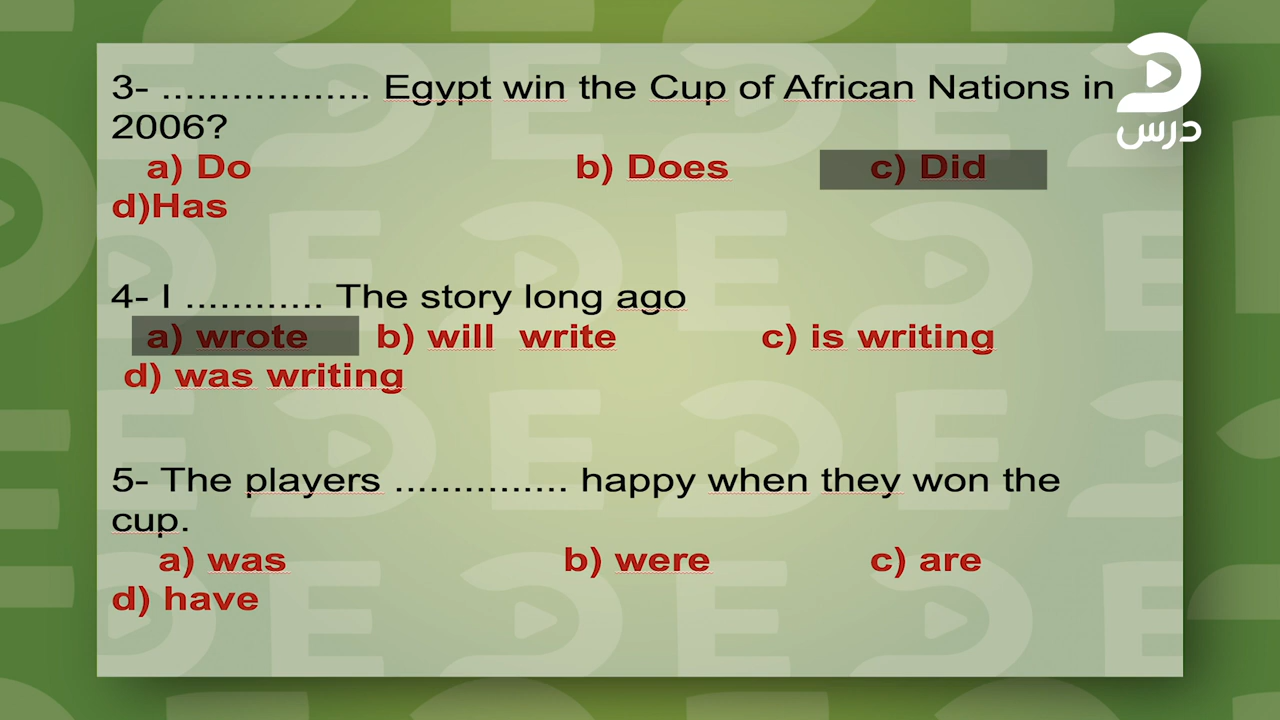 3- .................. Egypt win the Cup of African Nations in
2006?
a) Do b) Does c) Did
d)Has
4- I ............ The story long ago
a) wrote b) will write c) is writing
d) was writing
5- The players ............... happy when they won the
cup.
a) was b) were c) are
d) have
درس